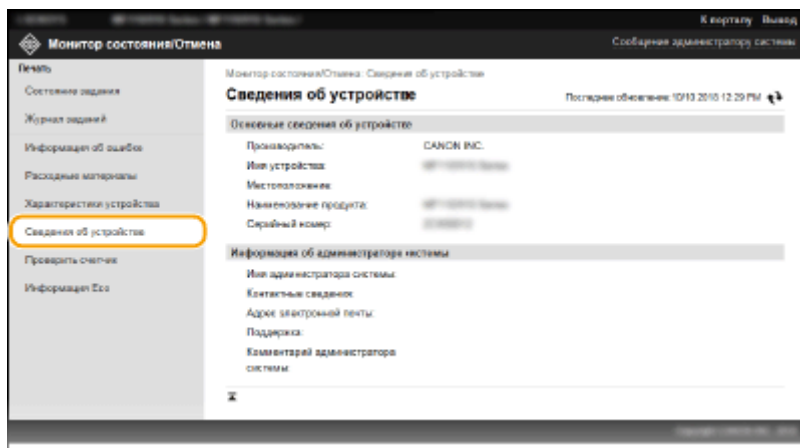 К порталу Вывод
Монитор состояния/Отмена
Сообщение администратору системы
Печать
Состояние задания
Журнал заданий
Информация об ошибке
Расходные материалы
Характеристики устройства
Сведения об устройстве
Проверить счетчик
Информация Eco
Монитор состояния/Отмена: Сведения об устройстве
Сведения об устройстве
Последнее обновление: 10/10 2018 12:29 PM
Основные сведения об устройстве
Производитель: CANON INC.
Имя устройства:
Местоположение:
Наименование продукта:
Серийный номер:
Информация об администраторе системы
Имя администратора системы:
Контактные сведения:
Адрес электронной почты:
Поддержка:
Комментарий администратора
системы: